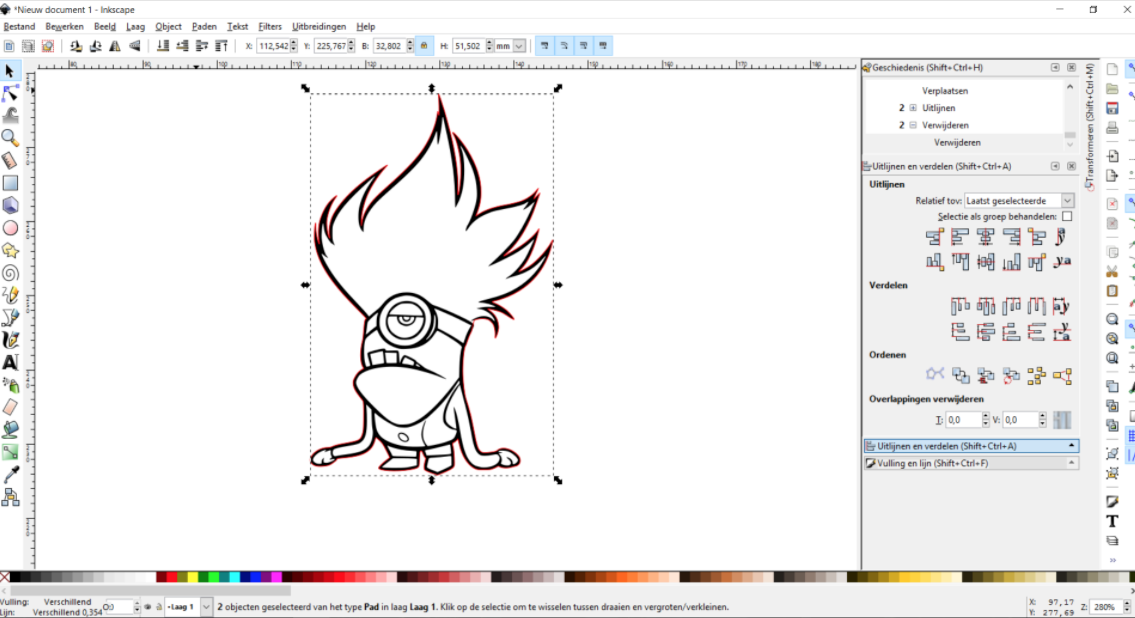 *Nieuw document 1 - Inkscape
Bestand Bewerken Beeld Laag Object Paden Tekst Filters Uitbreidingen Help
X: 112,542 Y: 225,767 B: 32,802 H: 51,502 mm
Geschiedenis (Shift+Ctrl+H)
Verplaatsen
2 Uitlijnen
2 Verwijderen
Verwijderen
Transformeren (Shift+Ctrl+M)
Uitlijnen en verdelen (Shift+Ctrl+A)
Uitlijnen
Relatief tov: Laatst geselecteerde
Selectie als groep behandelen:
Verdelen
Ordenen
Overlappingen verwijderen
0,0 V: 0,0
Uitlijnen en verdelen (Shift+Ctrl+A)
Vulling en lijn (Shift+Ctrl+F)
Vulling: Verschillend
Lijn: Verschillend 0,354
Laag 1
2 objecten geselecteerd van het type Pad in laag Laag 1. Klik op de selectie om te wisselen tussen draaien en vergroten/verkleinen.
X: 97,17
Y: 277,69
Z: 280%